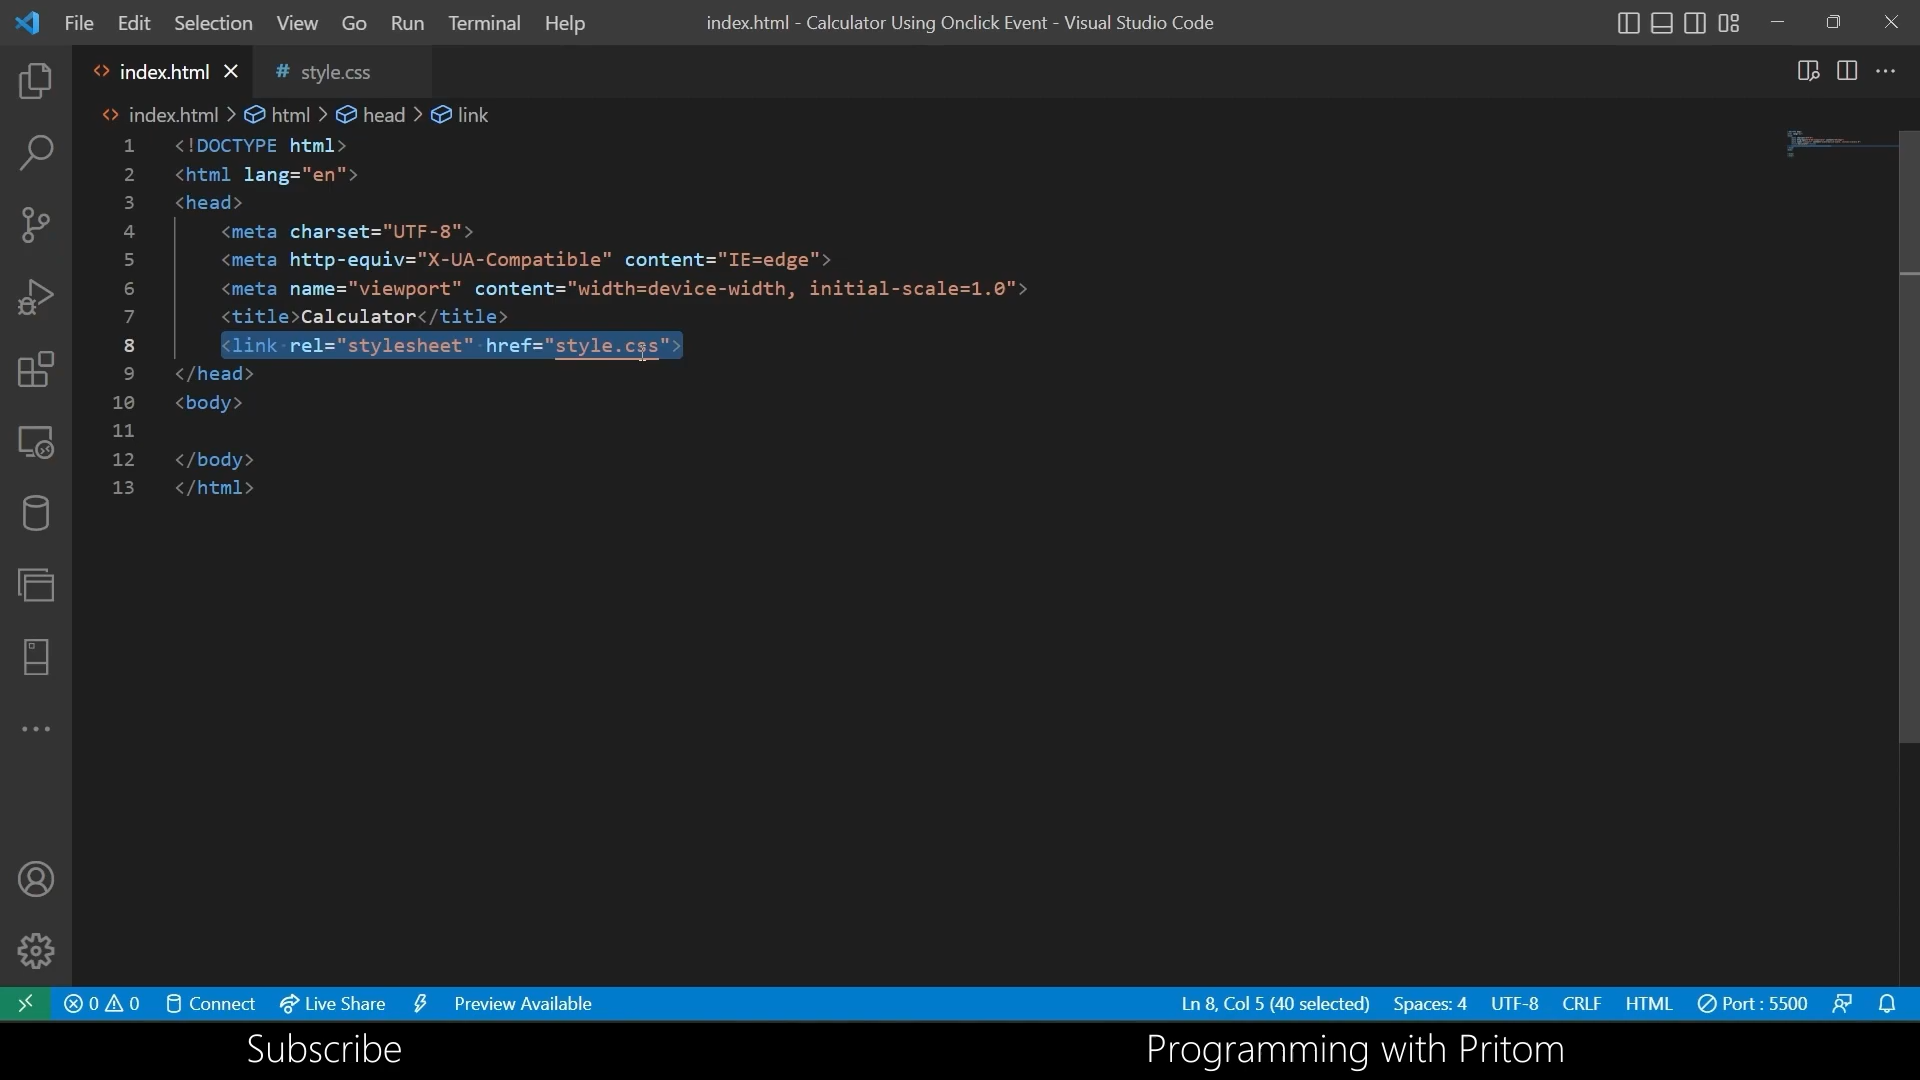 File Edit Selection View Go Run Terminal Help index.html - Calculator Using Onclick Event - Visual Studio Code
index.html style.css
index.html > html > head > link
1 <!DOCTYPE html>
2 <html lang="en">
3 <head>
4 <meta charset="UTF-8">
5 <meta http-equiv="X-UA-Compatible" content="IE=edge">
6 <meta name="viewport" content="width=device-width, initial-scale=1.0">
7 <title>Calculator</title>
8 <link rel="stylesheet" href="style.css">
9 </head>
10 <body>
11
12 </body>
13 </html>
0 0 Connect Live Share Preview Available Ln 8, Col 5 (40 selected) Spaces: 4 UTF-8 CRLF HTML Port : 5500
Subscribe Programming with Pritom